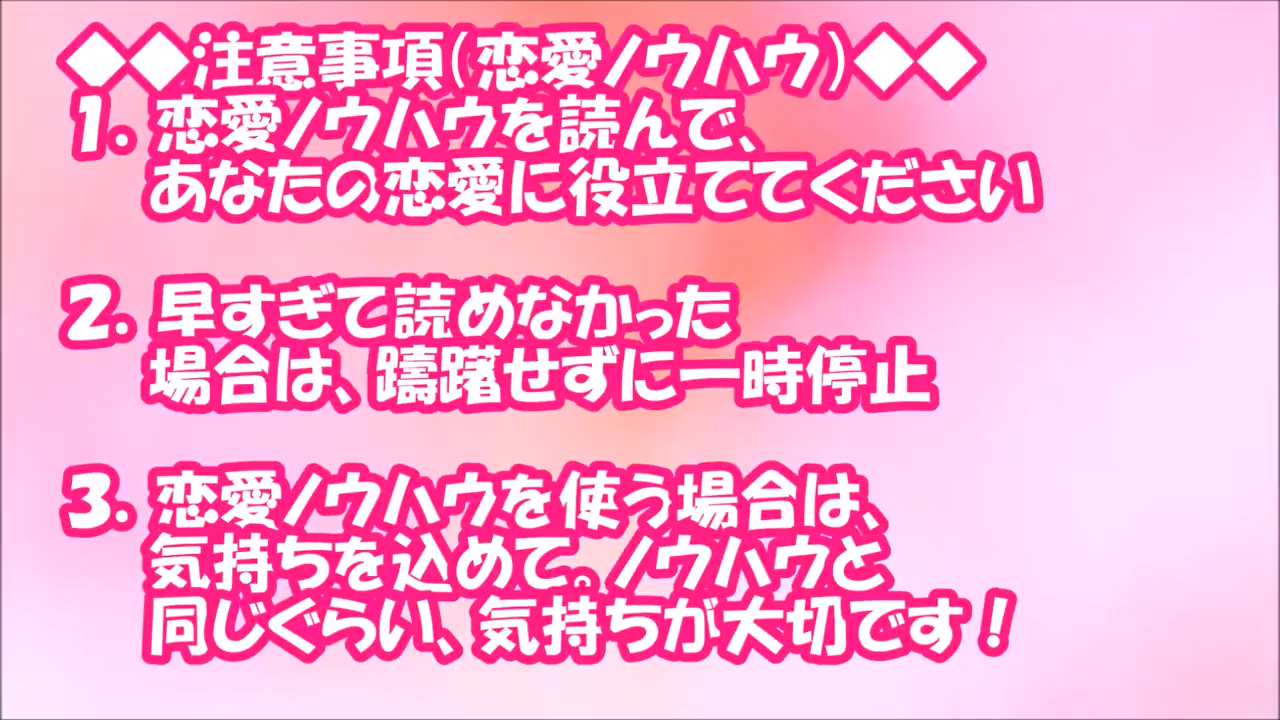 ◆◆注意事項(恋愛ノウハウ)◆◆
1. 恋愛ノウハウを読んで、
あなたの恋愛に役立ててください
2. 早すぎて読めなかった
場合は、躊躇せずに一時停止
3. 恋愛ノウハウを使う場合は、
気持ちを込めて。ノウハウと
同じぐらい、気持ちが大切です！